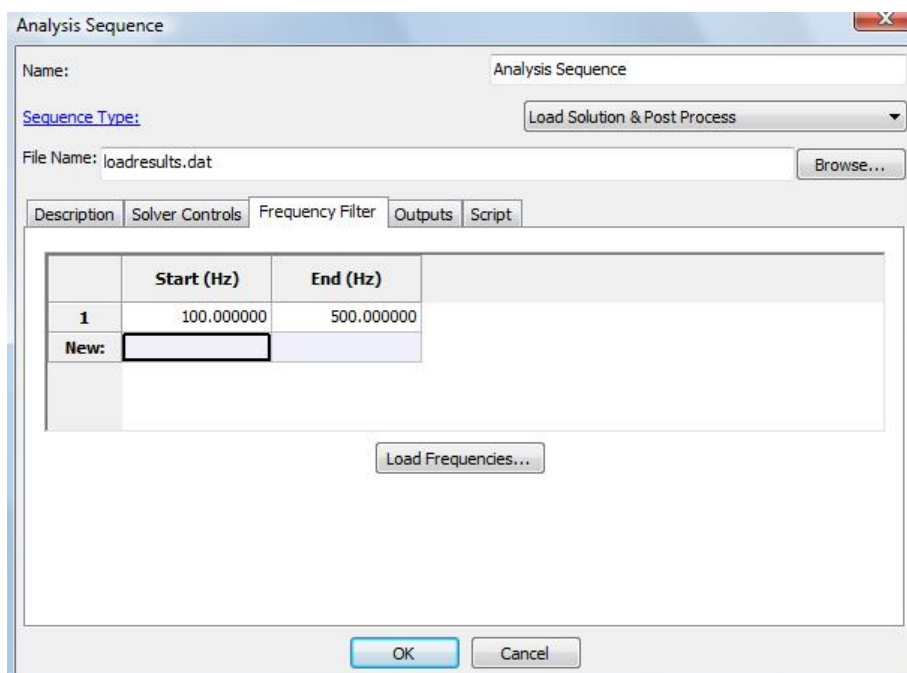 Analysis Sequence
Name: Analysis Sequence
Sequence Type: Load Solution & Post Process
File Name: loadresults.dat Browse...
Description Solver Controls Frequency Filter Outputs Script
Start (Hz) End (Hz)
1 100.000000 500.000000
New:
Load Frequencies...
OK Cancel